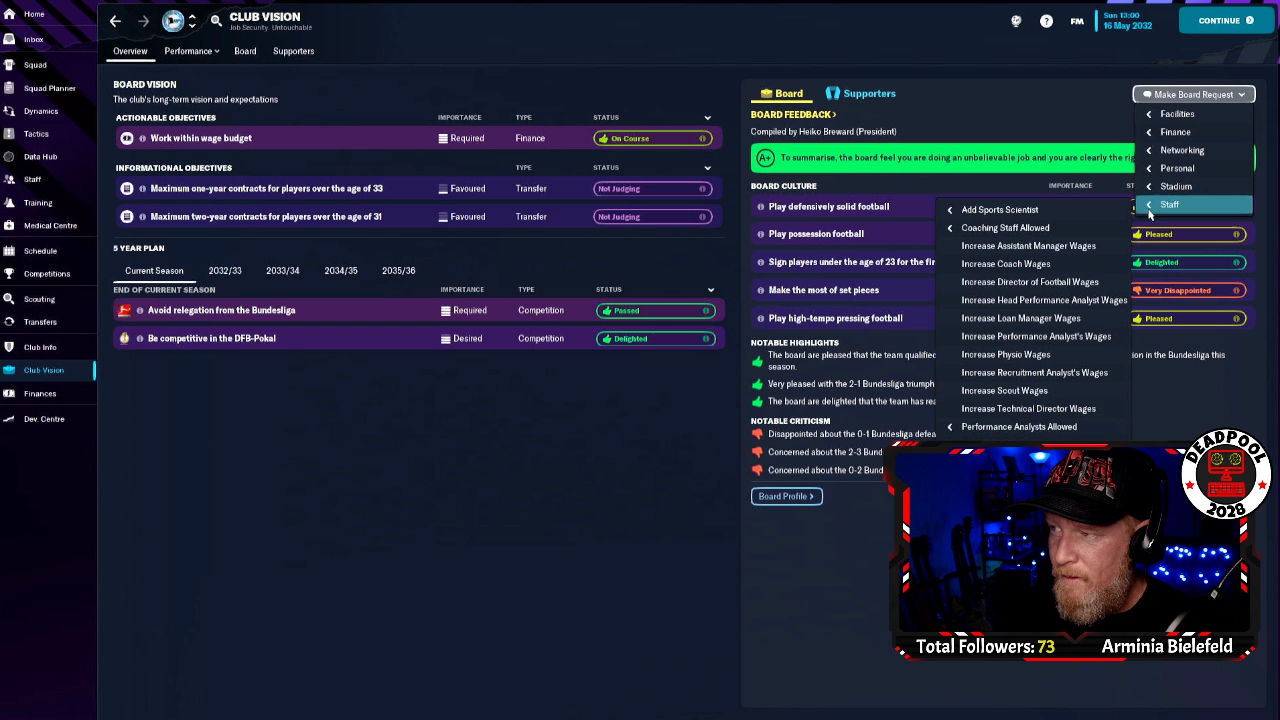 Home
Inbox
Squad
Squad Planner
Dynamics
Tactics
Data Hub
Staff
Training
Medical Centre
Schedule
Competitions
Scouting
Transfers
Club Info
Club Vision
Finances
Dev. Centre
CLUB VISION
Job Security Untouchable
FM
Sun 13:00
16 May 2032
CONTINUE
Overview
Performance
Board
Supporters
BOARD VISION
The club's long-term vision and expectations
ACTIONABLE OBJECTIVES IMPORTANCE TYPE STATUS
Work within wage budget Required Finance On Course
INFORMATIONAL OBJECTIVES IMPORTANCE TYPE STATUS
Maximum one-year contracts for players over the age of 33 Favoured Transfer Not Judging
Maximum two-year contracts for players over the age of 31 Favoured Transfer Not Judging
5 YEAR PLAN
Current Season 2032/33 2033/34 2034/35 2035/36
END OF CURRENT SEASON IMPORTANCE TYPE STATUS
Avoid relegation from the Bundesliga Required Competition Passed
Be competitive in the DFB-Pokal Desired Competition Delighted
Board Supporters
BOARD FEEDBACK
Compiled by Heiko Breward (President)
A+ To summarise, the board feel you are doing an unbelievable job and you are clearly the
BOARD CULTURE IMPORTANCE
Play defensively solid football
Play possession football Pleased
Sign players under the age of 23 for the Delighted
Make the most of set pieces Very Disappointed
Play high-tempo pressing football Pleased
NOTABLE HIGHLIGHTS
The board are pleased that the team in the Bundesliga this
season.
Very pleased with the 2-1 Bundesliga triumph
The board are delighted that the team has
NOTABLE CRITICISM
Disappointed about the 0-1 Bundesliga
Concerned about the 2-3
Concerned about the 0-2
Board Profile
Make Board Request
Facilities
Finance
Networking
Personal
Stadium
Staff
Add Sports Scientist
Coaching Staff Allowed
Increase Assistant Manager Wages
Increase Coach Wages
Increase Director of Football Wages
Increase Head Performance Analyst Wages
Increase Loan Manager Wages
Increase Performance Analyst's Wages
Increase Physio Wages
Increase Recruitment Analyst's Wages
Increase Scout Wages
Increase Technical Director Wages
Performance Analysts Allowed
DEADPOOL
2028
Total Followers: 73 Arminia Bielefeld